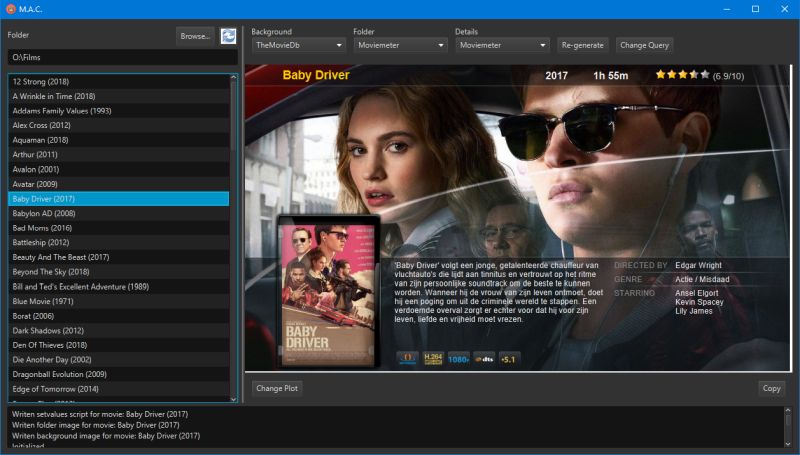 M.A.C.
Folder
Browse...
O:\Films
12 Strong (2018)
A Wrinkle in Time (2018)
Addams Family Values (1993)
Alex Cross (2012)
Aquaman (2018)
Arthur (2011)
Avalon (2001)
Avatar (2009)
Baby Driver (2017)
Babylon AD (2008)
Bad Moms (2016)
Battleship (2012)
Beauty And The Beast (2017)
Beyond The Sky (2018)
Bill and Ted's Excellent Adventure (1989)
Blue Movie (1971)
Borat (2006)
Dark Shadows (2012)
Den Of Thieves (2018)
Die Another Day (2002)
Dragonball Evolution (2009)
Edge of Tomorrow (2014)
Background Folder Details
TheMovieDb Moviemeter Moviemeter Re-generate Change Query
Baby Driver 2017 1h 55m (6.9/10)
BABY
DRIVER
'Baby Driver' volgt een jonge, getalenteerde chauffeur van
vluchtauto's die lijdt aan tinnitus en vertrouwt op het ritme
van zijn persoonlijke soundtrack om de beste te kunnen
worden. Wanneer hij de vrouw van zijn leven ontmoet, doet
hij een poging om uit de criminele wereld te stappen. Een
verdoemde overval zorgt er echter voor dat hij voor zijn
leven, liefde en vrijheid moet vrezen.
DIRECTED BY Edgar Wright
GENRE Actie / Misdaad
STARRING Ansel Elgort
Kevin Spacey
Lily James
H.264 1080p dts 5.1
Change Plot Copy
Writen setvalues script for movie: Baby Driver (2017)
Writen folder image for movie: Baby Driver (2017)
Writen background image for movie: Baby Driver (2017)
Initialized